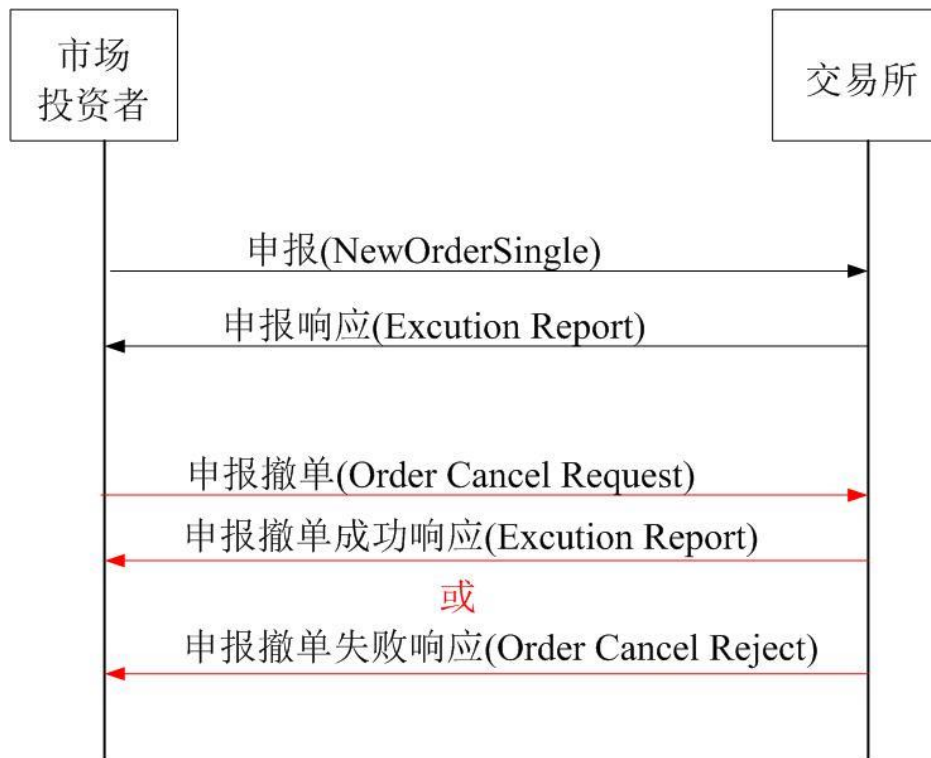 市场
投资者
交易所
申报(NewOrderSingle)
申报响应(Excution Report)
申报撤单(Order Cancel Request)
申报撤单成功响应(Excution Report)
或
申报撤单失败响应(Order Cancel Reject)